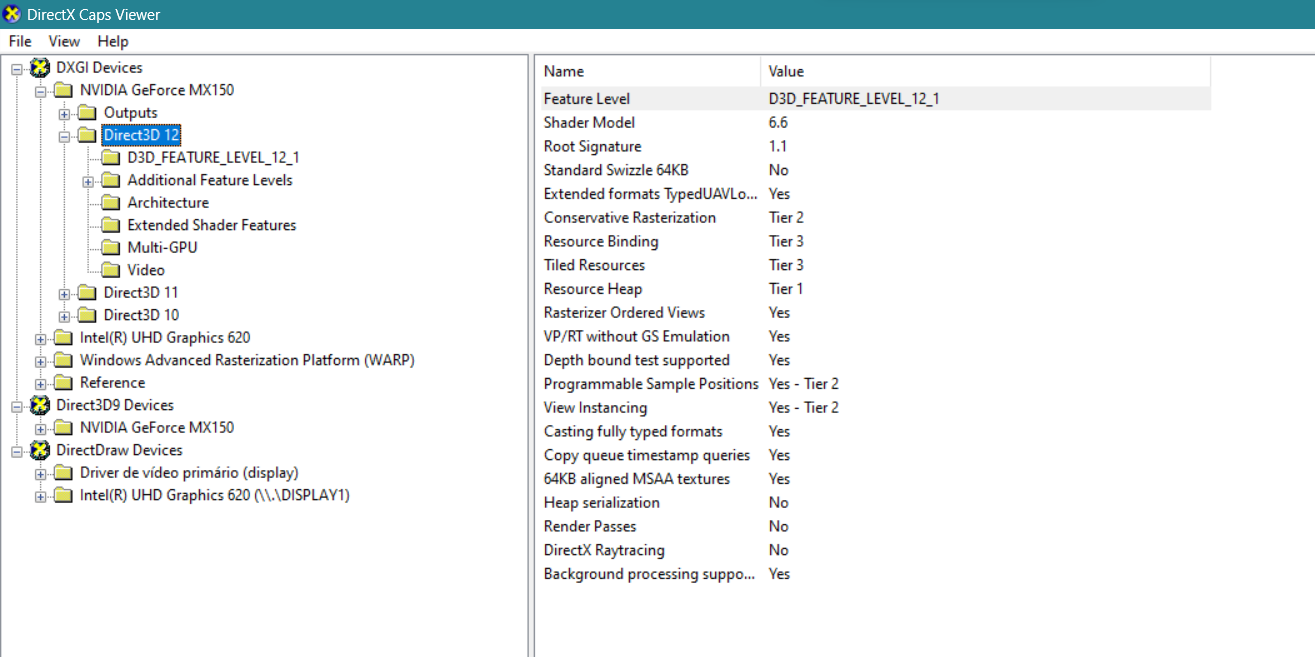 DirectX Caps Viewer
File View Help
DXGI Devices
NVIDIA GeForce MX150
Outputs
Direct3D 12
D3D_FEATURE_LEVEL_12_1
Additional Feature Levels
Architecture
Extended Shader Features
Multi-GPU
Video
Direct3D 11
Direct3D 10
Intel(R) UHD Graphics 620
Windows Advanced Rasterization Platform (WARP)
Reference
Direct3D9 Devices
NVIDIA GeForce MX150
DirectDraw Devices
Driver de vídeo primário (display)
Intel(R) UHD Graphics 620 (\\.\DISPLAY1)
Name Value
Feature Level D3D_FEATURE_LEVEL_12_1
Shader Model 6.6
Root Signature 1.1
Standard Swizzle 64KB No
Extended formats TypedUAVLo... Yes
Conservative Rasterization Tier 2
Resource Binding Tier 3
Tiled Resources Tier 3
Resource Heap Tier 1
Rasterizer Ordered Views Yes
VP/RT without GS Emulation Yes
Depth bound test supported Yes
Programmable Sample Positions Yes - Tier 2
View Instancing Yes - Tier 2
Casting fully typed formats Yes
Copy queue timestamp queries Yes
64KB aligned MSAA textures Yes
Heap serialization No
Render Passes No
DirectX Raytracing No
Background processing suppo... Yes